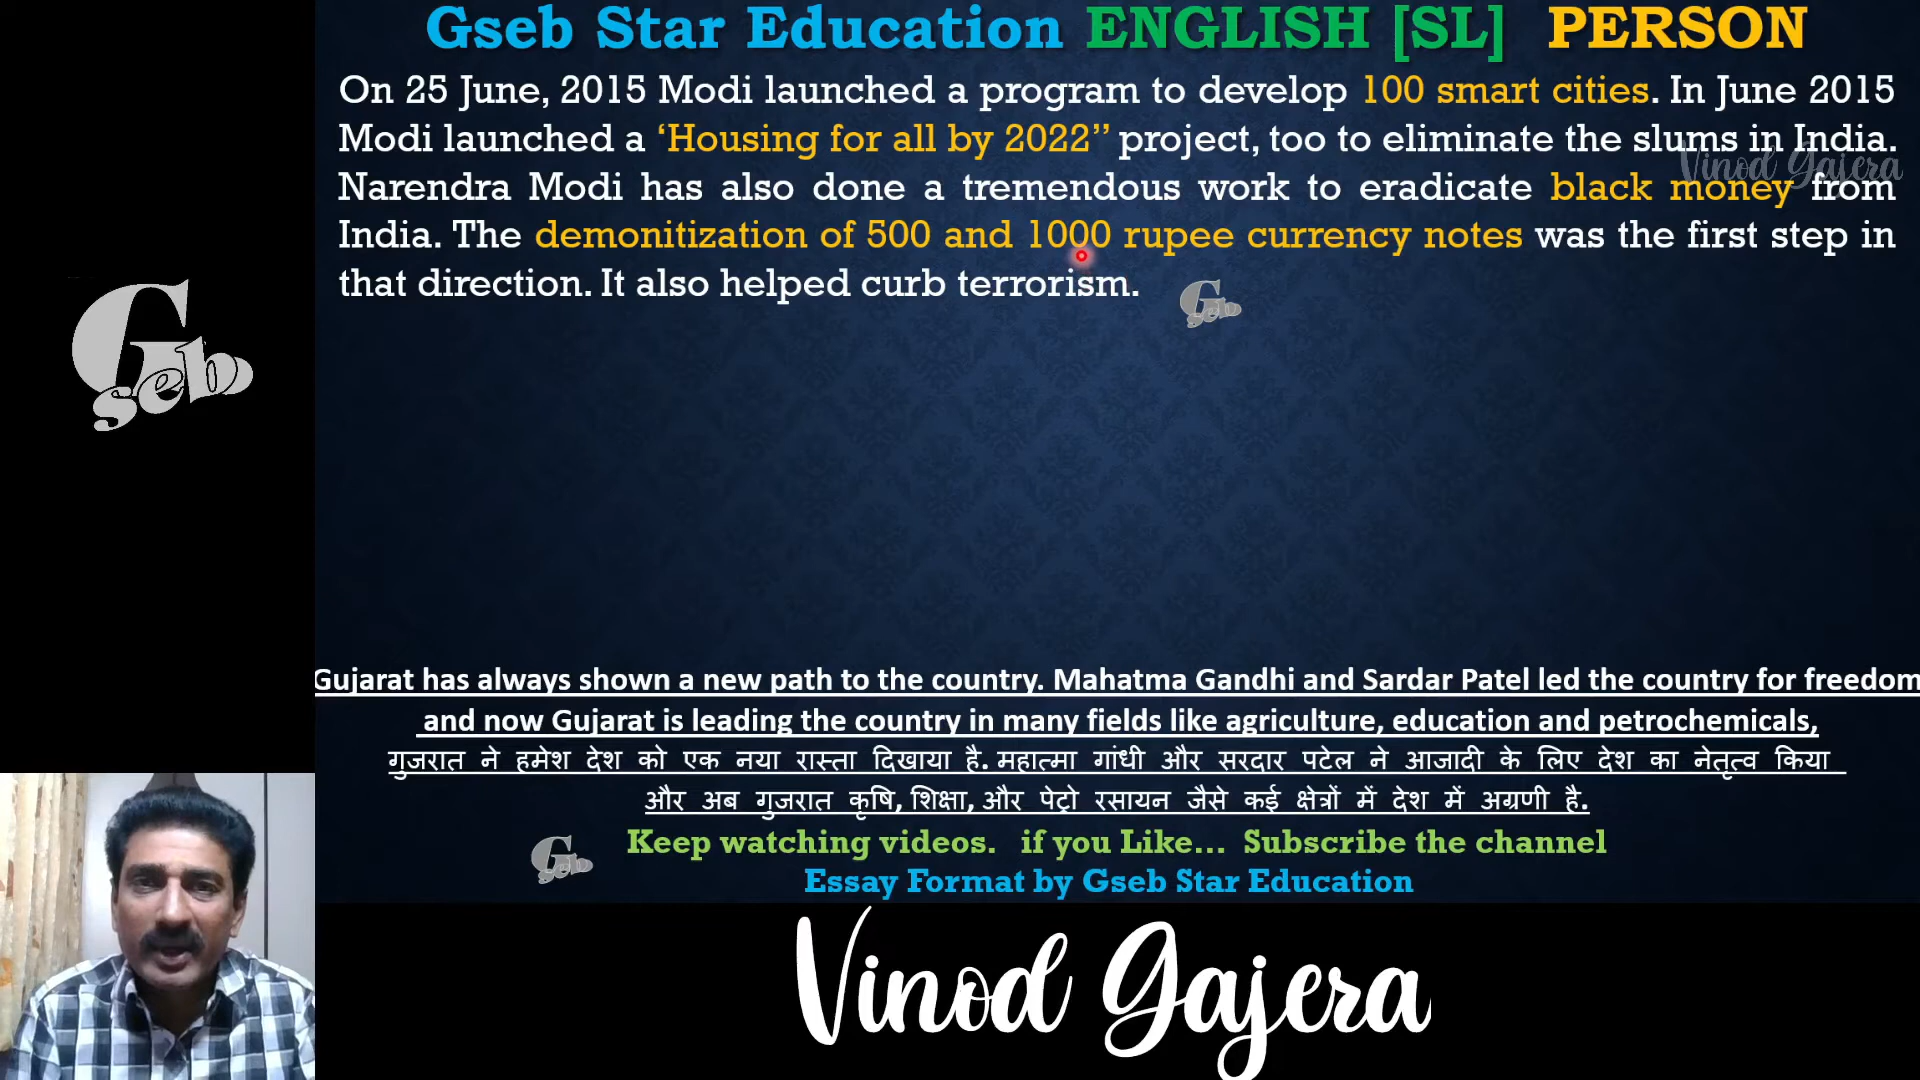 Gseb Star Education ENGLISH [SL] PERSON
On 25 June, 2015 Modi launched a program to develop 100 smart cities. In June 2015
Modi launched a ‘Housing for all by 2022” project, too to eliminate the slums in India.
Vinod Gajera
Narendra Modi has also done a tremendous work to eradicate black money from
India. The demonitization of 500 and 1000 rupee currency notes was the first step in
that direction. It also helped curb terrorism.
Gseb
Gseb
Gujarat has always shown a new path to the country. Mahatma Gandhi and Sardar Patel led the country for freedom
and now Gujarat is leading the country in many fields like agriculture, education and petrochemicals,
गुजरात ने हमेश देश को एक नया रास्ता दिखाया है. महात्मा गांधी और सरदार पटेल ने आजादी के लिए देश का नेतृत्व किया
और अब गुजरात कृषि, शिक्षा, और पेट्रो रसायन जैसे कई क्षेत्रों में देश में अग्रणी है.
Gseb
Keep watching videos. if you Like... Subscribe the channel
Essay Format by Gseb Star Education
Vinod Gajera